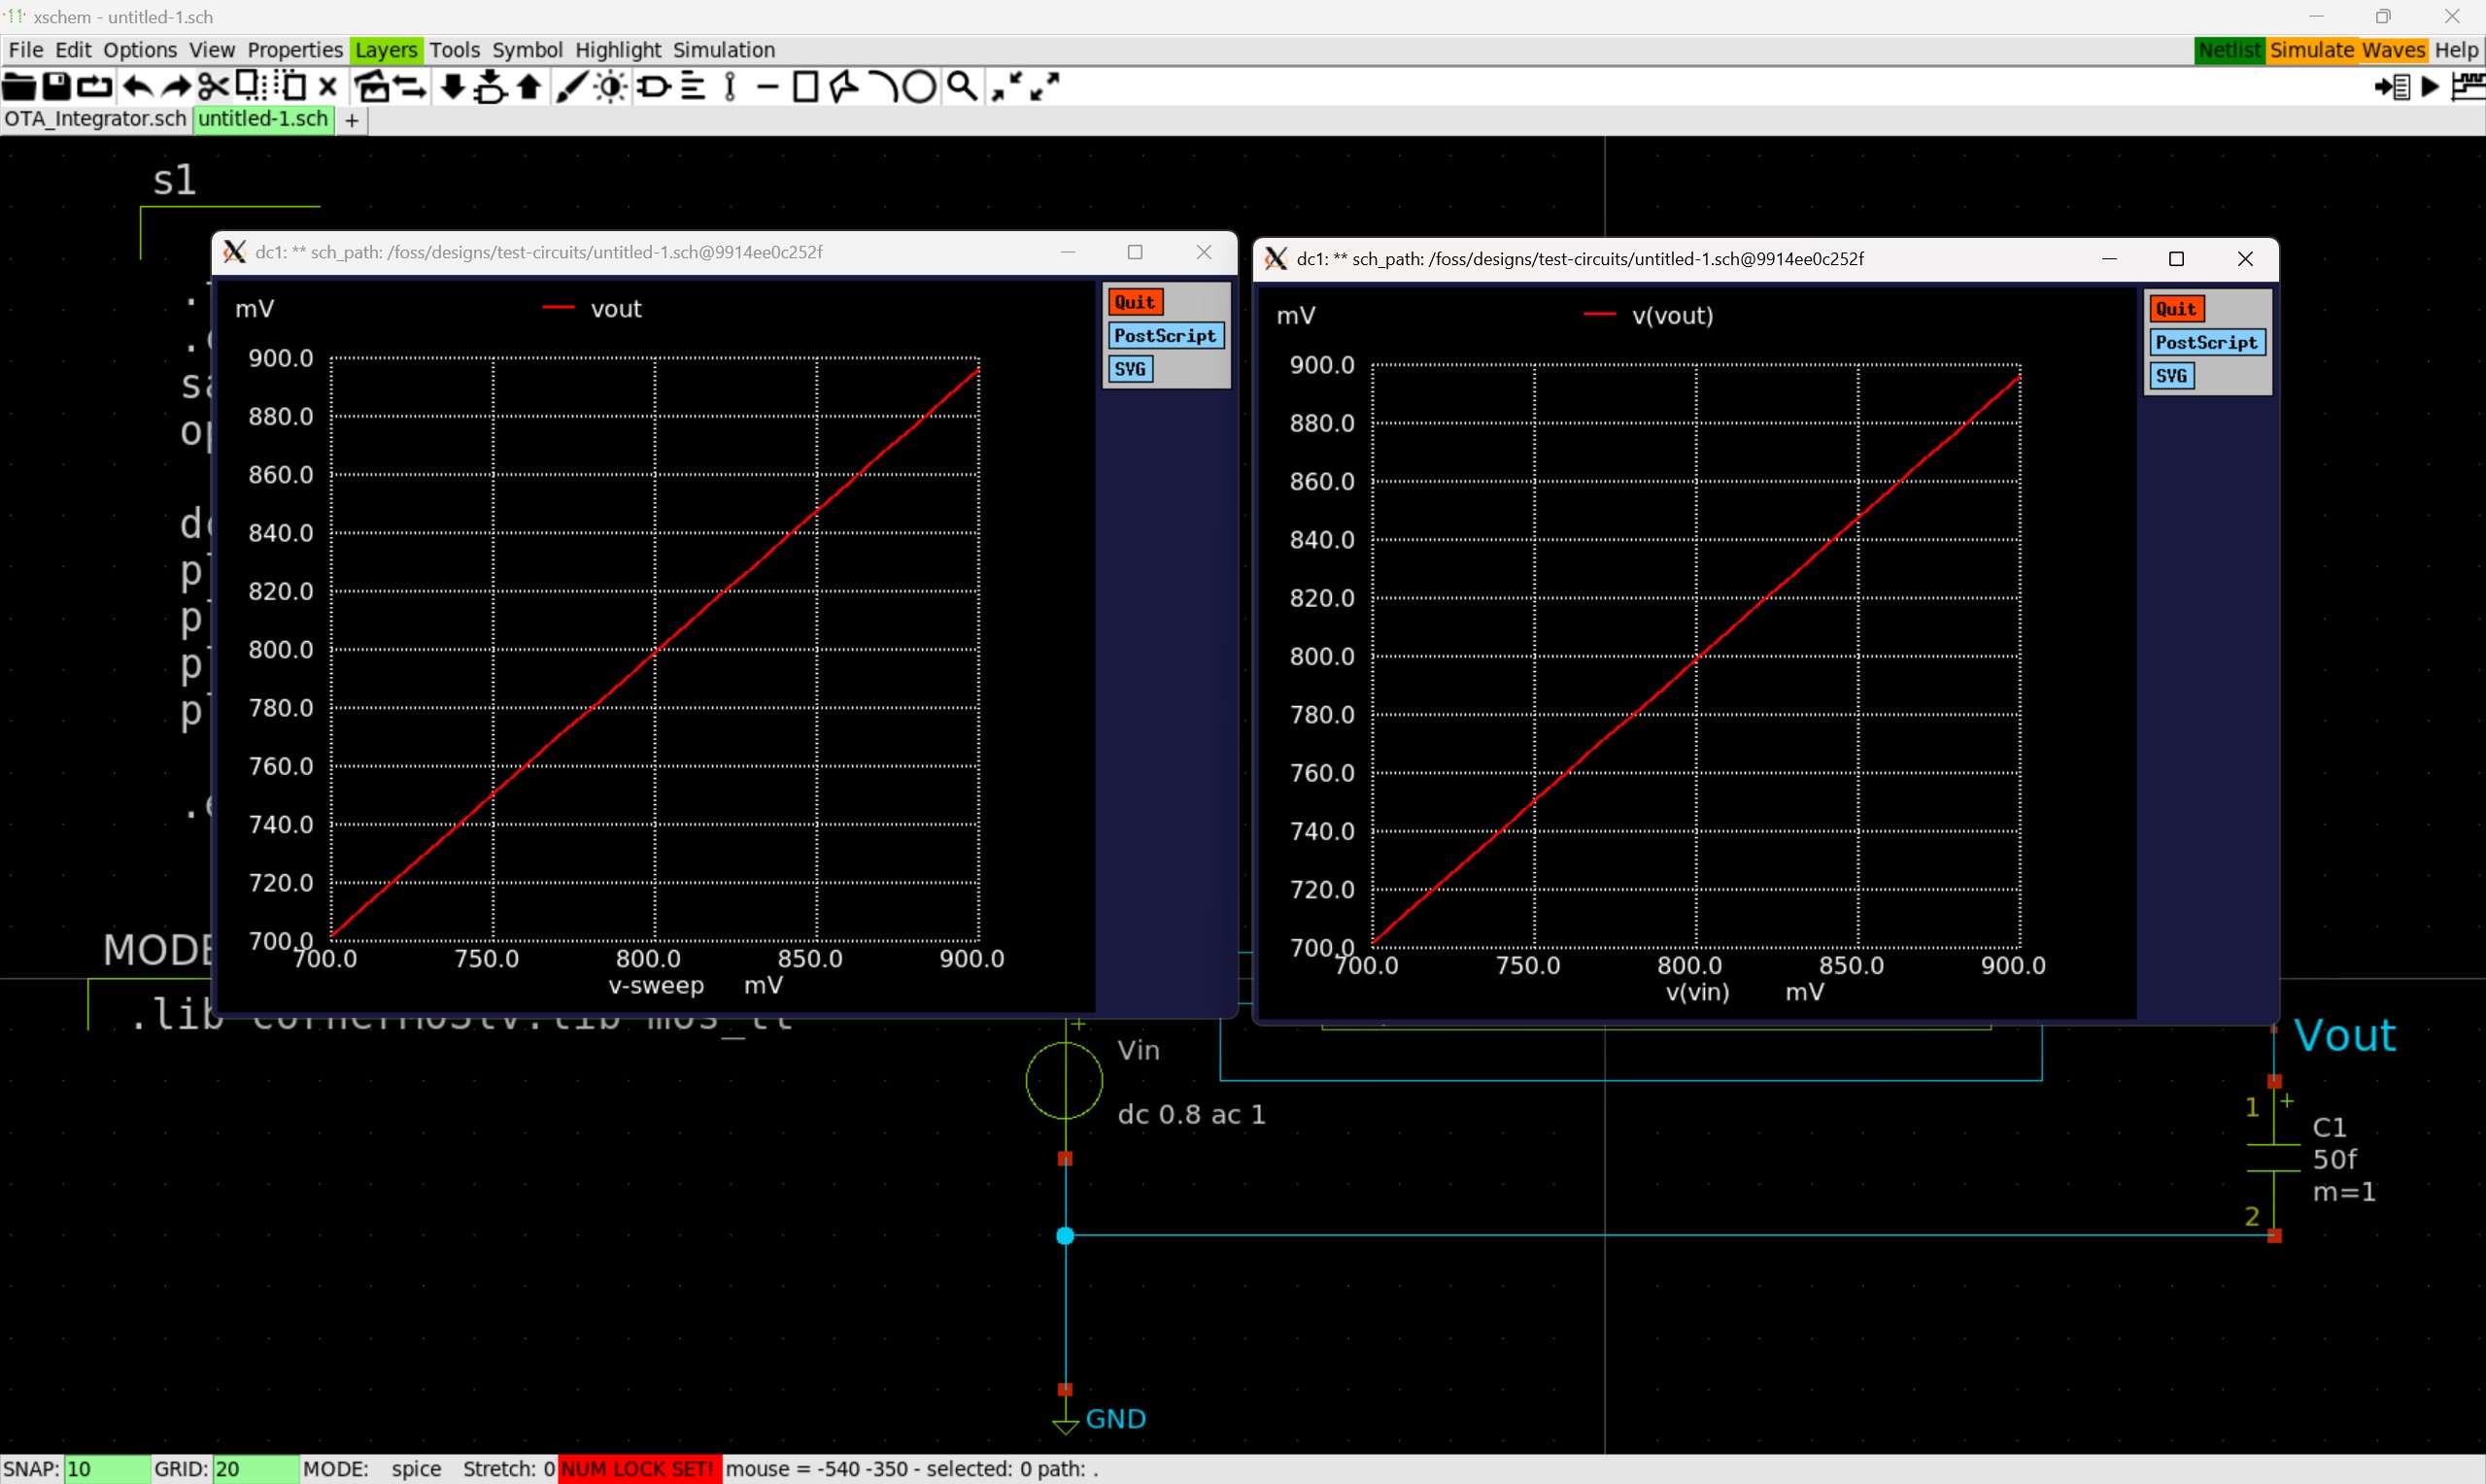 xschem - untitled-1.sch
File Edit Options View Properties Layers Tools Symbol Highlight Simulation Netlist Simulate Waves Help
OTA_Integrator.sch untitled-1.sch +
s1
dc1: ** sch_path: /foss/designs/test-circuits/untitled-1.sch@9914ee0c252f
mV vout
Quit
PostScript
SVG
900.0
880.0
860.0
840.0
820.0
800.0
780.0
760.0
740.0
720.0
700.0
700.0 750.0 800.0 850.0 900.0
v-sweep mV
dc1: ** sch_path: /foss/designs/test-circuits/untitled-1.sch@9914ee0c252f
mV v(vout)
Quit
PostScript
SVG
900.0
880.0
860.0
840.0
820.0
800.0
780.0
760.0
740.0
720.0
700.0
700.0 750.0 800.0 850.0 900.0
v(vin) mV
MODE
.lib cornerMOSlv.lib mos_tt
Vin
dc 0.8 ac 1
Vout
1
C1
50f
m=1
2
GND
SNAP: 10 GRID: 20 MODE: spice Stretch: 0 NUM LOCK SET! mouse = -540 -350 - selected: 0 path: .